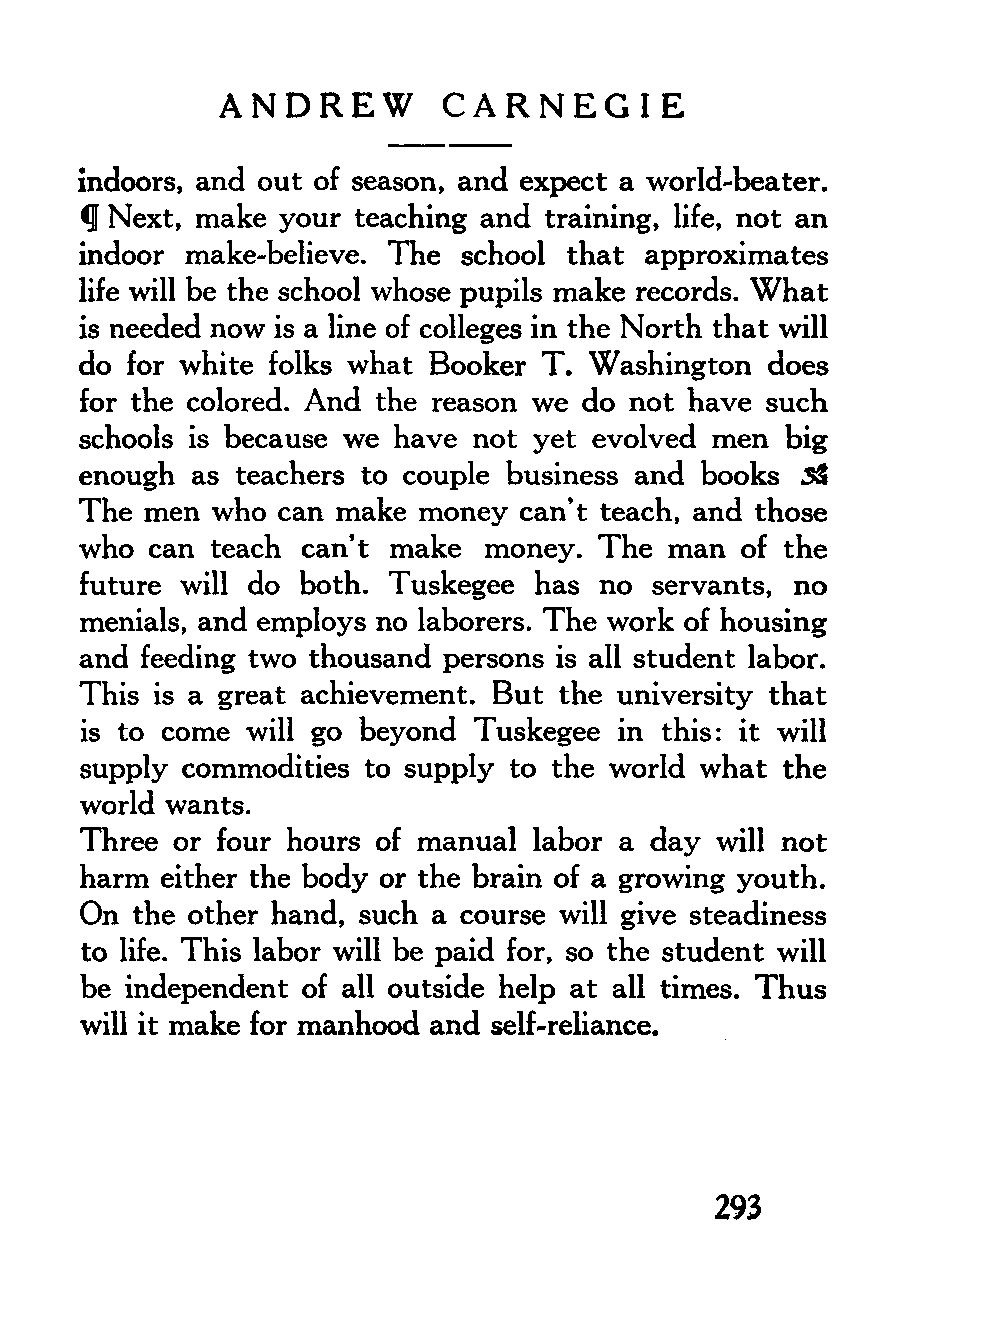 ANDREW CARNEGIE
indoors, and out of season, and expect a world-beater.
¶ Next, make your teaching and training, life, not an
indoor make-believe. The school that approximates
life will be the school whose pupils make records. What
is needed now is a line of colleges in the North that will
do for white folks what Booker T. Washington does
for the colored. And the reason we do not have such
schools is because we have not yet evolved men big
enough as teachers to couple business and books
The men who can make money can't teach, and those
who can teach can't make money. The man of the
future will do both. Tuskegee has no servants, no
menials, and employs no laborers. The work of housing
and feeding two thousand persons is all student labor.
This is a great achievement. But the university that
is to come will go beyond Tuskegee in this: it will
supply commodities to supply to the world what the
world wants.
Three or four hours of manual labor a day will not
harm either the body or the brain of a growing youth.
On the other hand, such a course will give steadiness
to life. This labor will be paid for, so the student will
be independent of all outside help at all times. Thus
will it make for manhood and self-reliance.
293